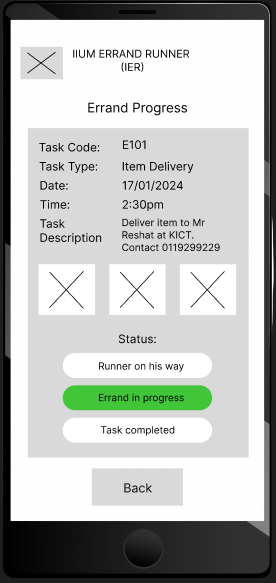 IIUM ERRAND RUNNER
(IER)
Errand Progress
Task Code: E101
Task Type: Item Delivery
Date: 17/01/2024
Time: 2:30pm
Task Description
Deliver item to Mr
Reshat at KICT.
Contact 0119299229
Status:
Runner on his way
Errand in progress
Task completed
Back